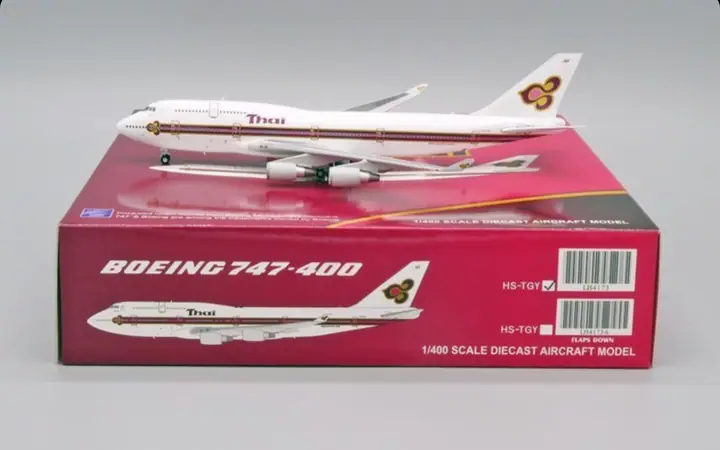 Thai
1/400 SCALE DIECAST AIRCRAFT MODEL
BOEING 747-400
Thai
HS-TGY
LH4173
HS-TGY
LH4173A
FLAPS DOWN
1/400 SCALE DIECAST AIRCRAFT MODEL